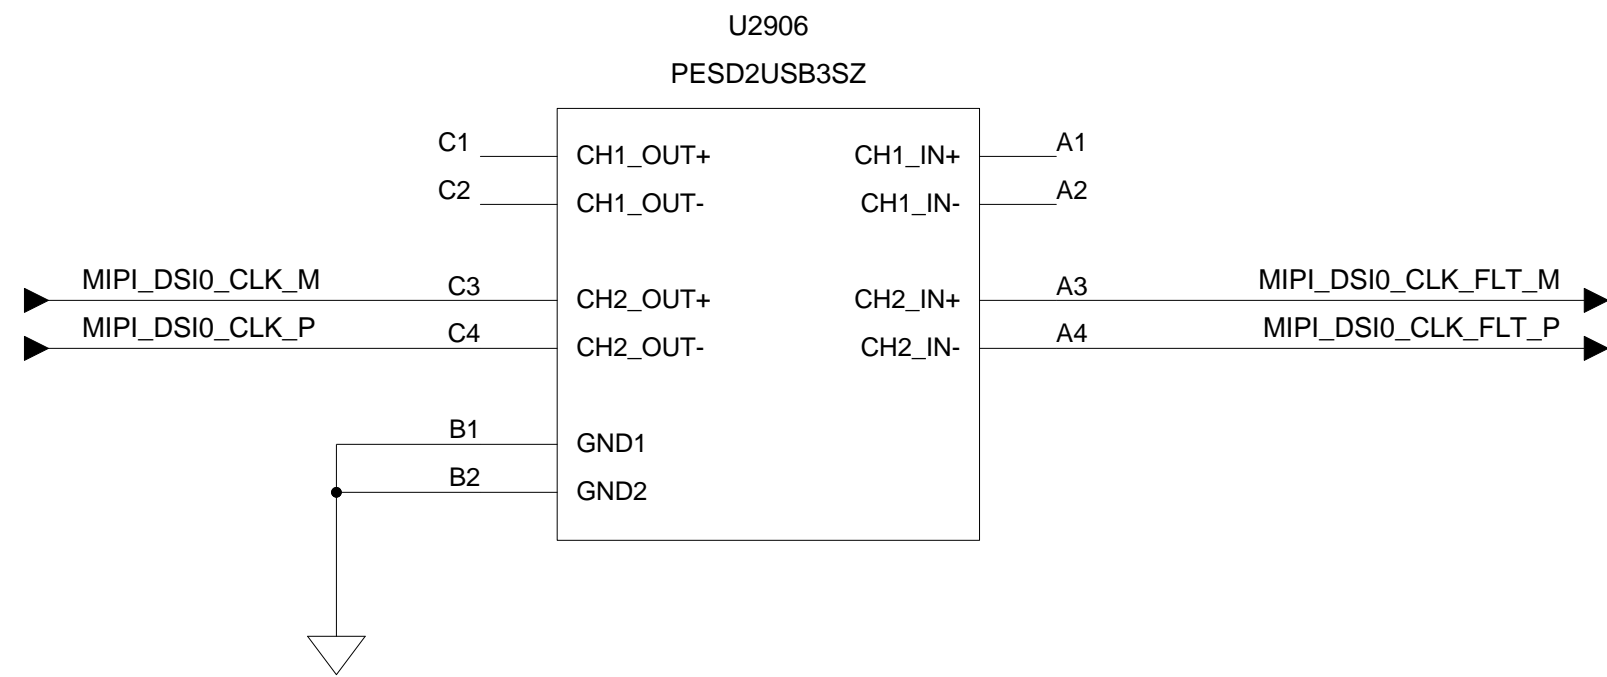 U2906
PESD2USB3SZ
C1 CH1_OUT+ CH1_IN+ A1
C2 CH1_OUT- CH1_IN- A2
MIPI_DSI0_CLK_M C3 CH2_OUT+ CH2_IN+ A3 MIPI_DSI0_CLK_FLT_M
MIPI_DSI0_CLK_P C4 CH2_OUT- CH2_IN- A4 MIPI_DSI0_CLK_FLT_P
B1 GND1
B2 GND2